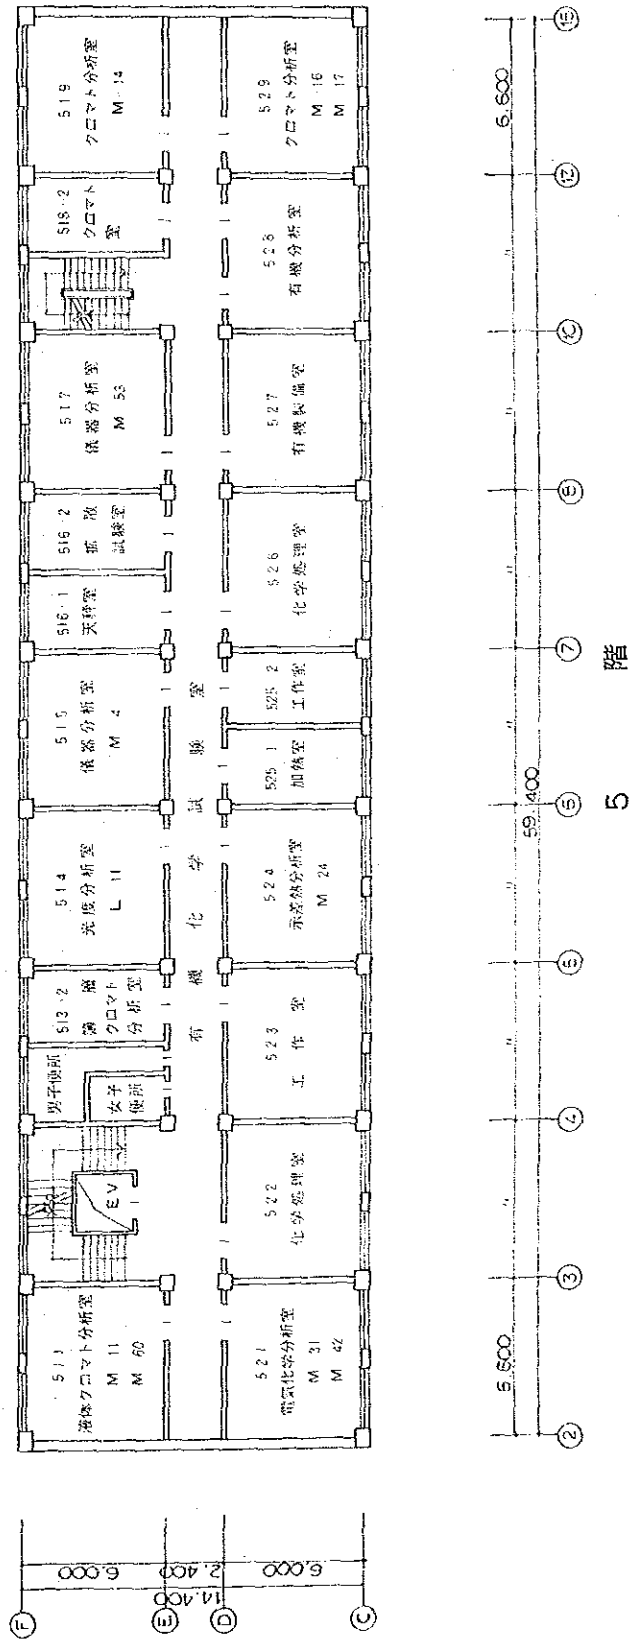 511
液体クロマト分析室
M 11
M 60
EV
男子便所
女子
便所
513-2
薄層
クロマト
分析室
514
光度分析室
L 11
515
儀器分析室
M 4
516-1
天秤室
516-2
拡散
試験室
517
儀器分析室
M 53
518-2
クロマト
室
519
クロマト分析室
M-14
有機化学試験室
521
電気化学分析室
M 31
M 42
522
化学処理室
523
工作室
524
示差熱分析室
M 24
525-1
加熱室
525-2
工作室
526
化学処理室
527
有機製備室
528
有機分析室
529
クロマト分析室
M-16
M 17
F
E
D
C
6.000
2.400
6.000
14.400
6.600
"
"
"
"
"
"
6.600
59.400
2
3
4
7
8
5 階